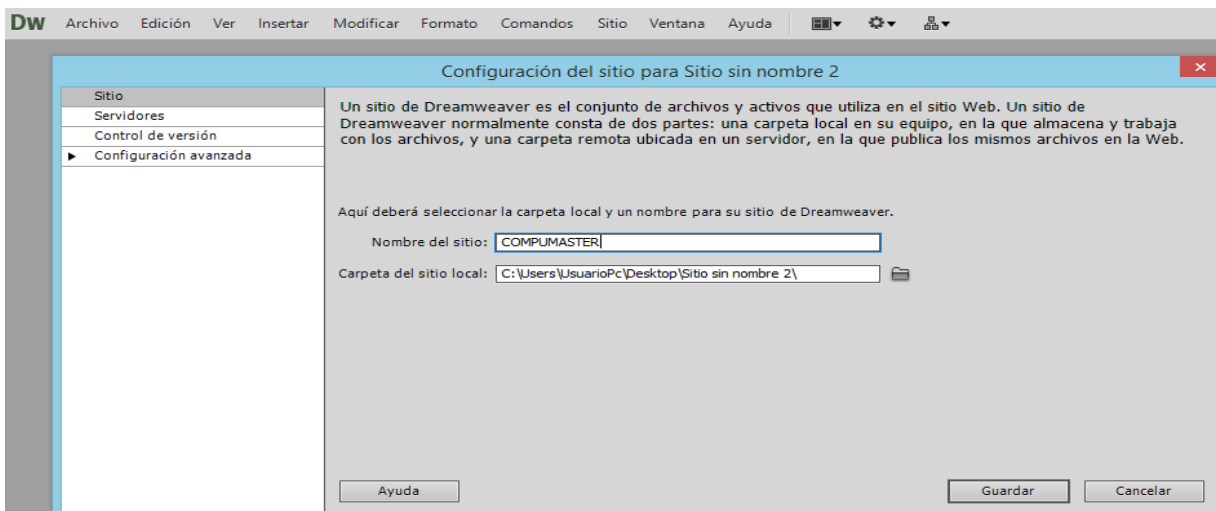 Dw Archivo Edición Ver Insertar Modificar Formato Comandos Sitio Ventana Ayuda
Configuración del sitio para Sitio sin nombre 2
Sitio
Servidores
Control de versión
Configuración avanzada
Un sitio de Dreamweaver es el conjunto de archivos y activos que utiliza en el sitio Web. Un sitio de
Dreamweaver normalmente consta de dos partes: una carpeta local en su equipo, en la que almacena y trabaja
con los archivos, y una carpeta remota ubicada en un servidor, en la que publica los mismos archivos en la Web.
Aquí deberá seleccionar la carpeta local y un nombre para su sitio de Dreamweaver.
Nombre del sitio: COMPUMASTER
Carpeta del sitio local: C:\Users\UsuarioPc\Desktop\Sitio sin nombre 2\
Ayuda Guardar Cancelar